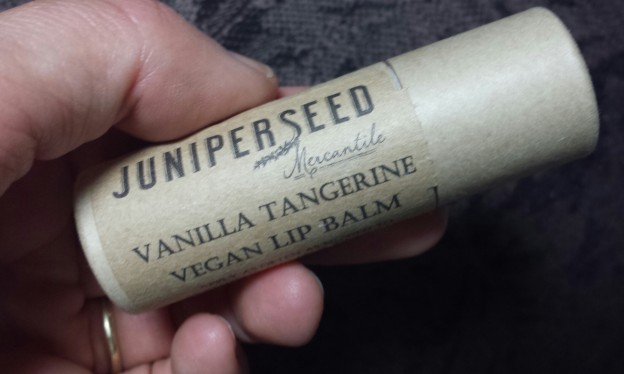 JUNIPERSEED
Mercantile
VANILLA TANGERINE
VEGAN LIP BALM